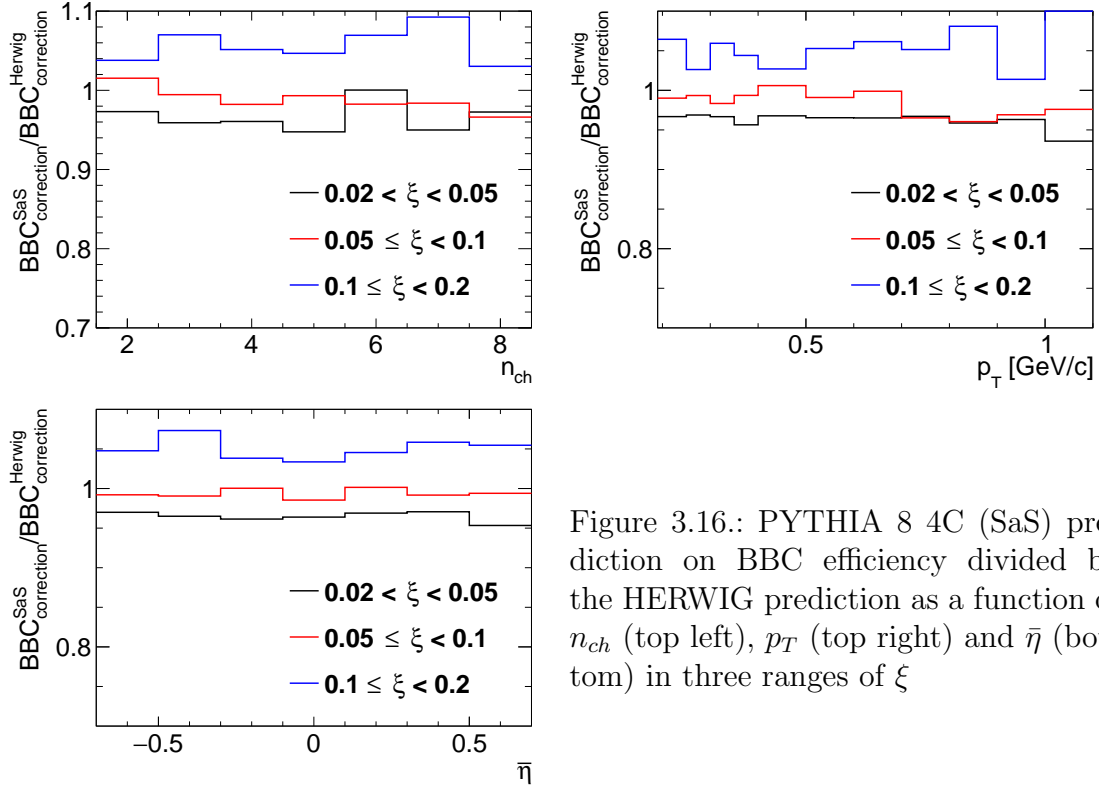 BBC^SaS_correction/BBC^Herwig_correction
1.1
1
0.9
0.8
0.7
0.02 < ξ < 0.05
0.05 ≤ ξ < 0.1
0.1 ≤ ξ < 0.2
2 4 6 8
n_ch
BBC^SaS_correction/BBC^Herwig_correction
1
0.8
0.02 < ξ < 0.05
0.05 ≤ ξ < 0.1
0.1 ≤ ξ < 0.2
0.5 1
p_T [GeV/c]
BBC^SaS_correction/BBC^Herwig_correction
1
0.8
0.02 < ξ < 0.05
0.05 ≤ ξ < 0.1
0.1 ≤ ξ < 0.2
−0.5 0 0.5
η̄
Figure 3.16.: PYTHIA 8 4C (SaS) pre
diction on BBC efficiency divided b
the HERWIG prediction as a function o
n_ch (top left), p_T (top right) and η̄ (bo
tom) in three ranges of ξ